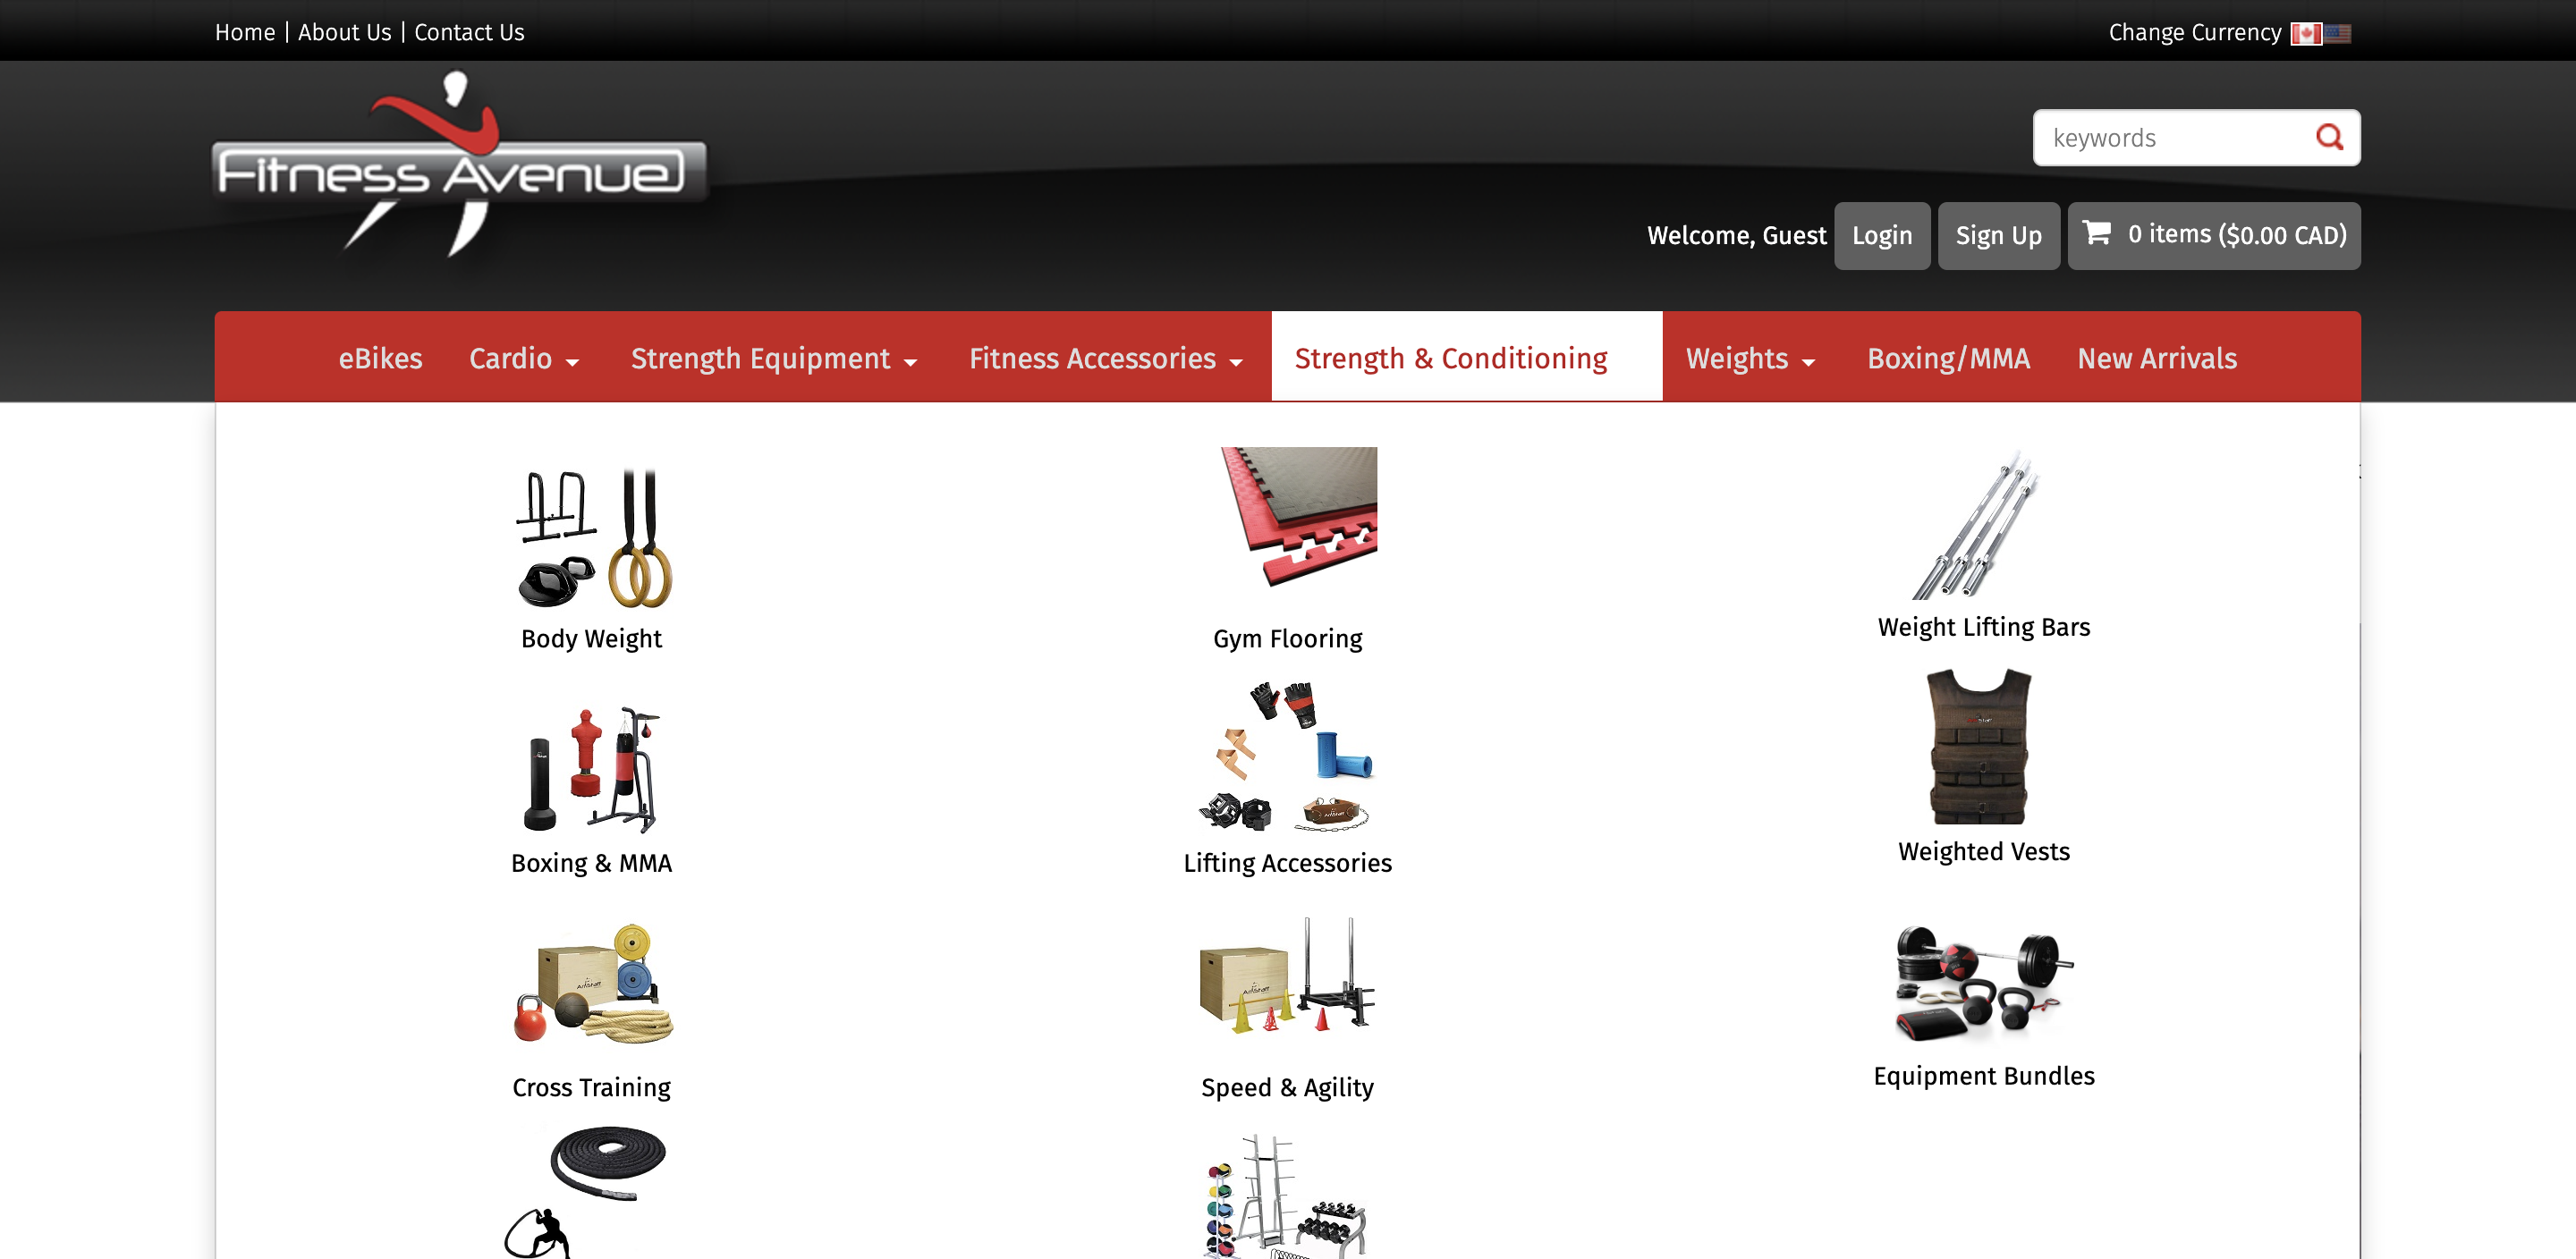 Home | About Us | Contact Us
Change Currency
Fitness Avenue
keywords
Welcome, Guest
Login
Sign Up
0 items ($0.00 CAD)
eBikes
Cardio
Strength Equipment
Fitness Accessories
Strength & Conditioning
Weights
Boxing/MMA
New Arrivals
Body Weight
Gym Flooring
Weight Lifting Bars
Boxing & MMA
Lifting Accessories
Weighted Vests
Cross Training
Speed & Agility
Equipment Bundles